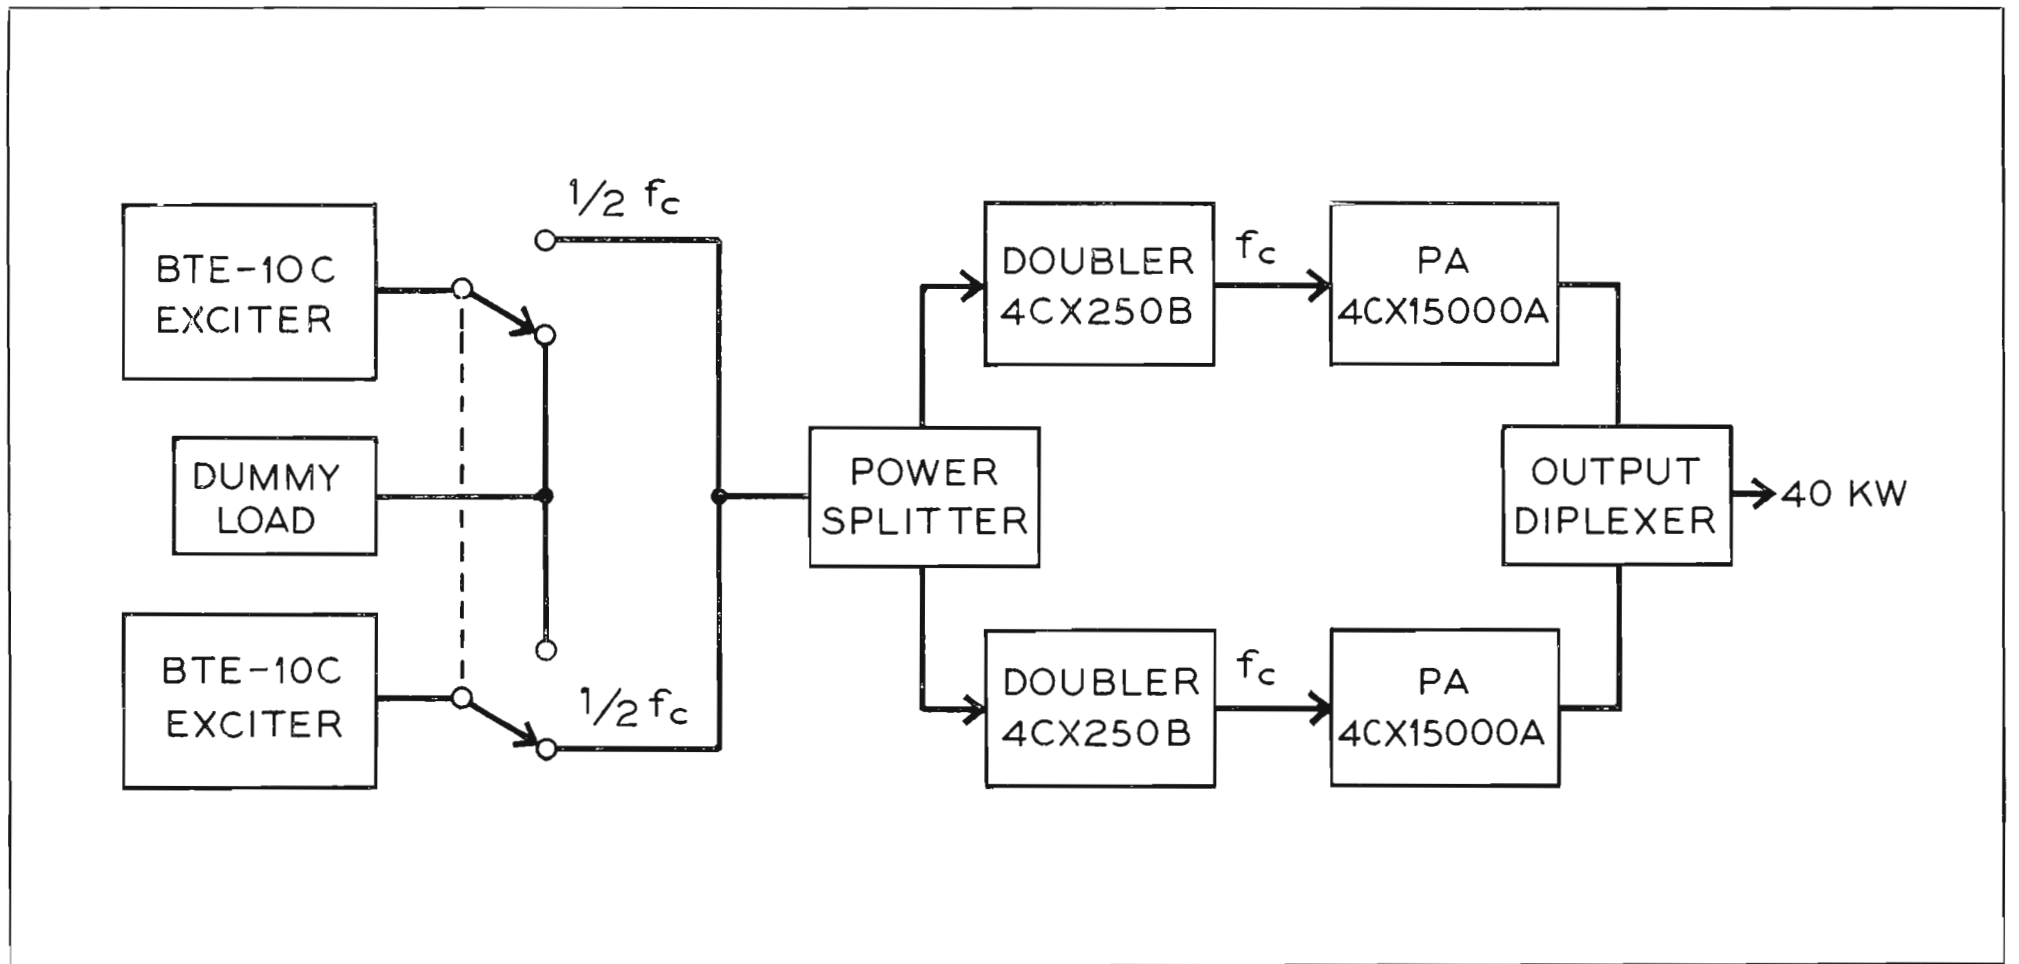 BTE-10C
EXCITER
1/2 fc
DUMMY
LOAD
BTE-10C
EXCITER
1/2 fc
POWER
SPLITTER
DOUBLER
4CX250B
fc
PA
4CX15000A
DOUBLER
4CX250B
fc
PA
4CX15000A
OUTPUT
DIPLEXER
40 KW